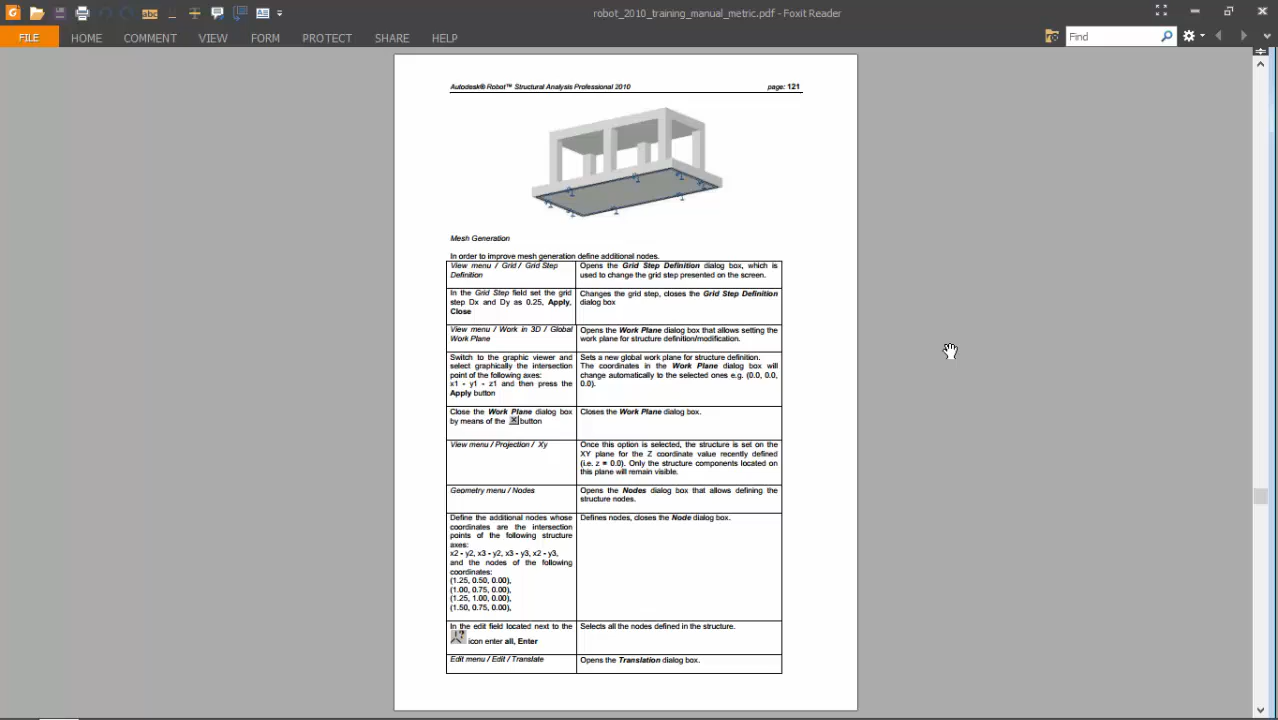 robot_2010_training_manual_metric.pdf - Foxit Reader
FILE HOME COMMENT VIEW FORM PROTECT SHARE HELP
Find
Autodesk® Robot™ Structural Analysis Professional 2010 page: 121
Mesh Generation
In order to improve mesh generation define additional nodes.
View menu / Grid / Grid Step
Definition
Opens the Grid Step Definition dialog box, which is
used to change the grid step presented on the screen.
In the Grid Step field set the grid
step Dx and Dy as 0.25, Apply,
Close
Changes the grid step, closes the Grid Step Definition
dialog box
View menu / Work in 3D / Global
Work Plane
Opens the Work Plane dialog box that allows setting the
work plane for structure definition/modification.
Switch to the graphic viewer and
select graphically the intersection
point of the following axes:
x1 - y1 - z1 and then press the
Apply button
Sets a new global work plane for structure definition.
The coordinates in the Work Plane dialog box will
change automatically to the selected ones e.g. (0.0, 0.0,
0.0).
Close the Work Plane dialog box
by means of the button
Closes the Work Plane dialog box.
View menu / Projection / Xy
Once this option is selected, the structure is set on the
XY plane for the Z coordinate value recently defined
(i.e. z = 0.0). Only the structure components located on
this plane will remain visible.
Geometry menu / Nodes
Opens the Nodes dialog box that allows defining the
structure nodes.
Define the additional nodes whose
coordinates are the intersection
points of the following structure
axes:
x2 - y2, x3 - y2, x3 - y3, x2 - y3,
and the nodes of the following
coordinates:
(1.25, 0.50, 0.00),
(1.00, 0.75, 0.00),
(1.25, 1.00, 0.00),
(1.50, 0.75, 0.00),
Defines nodes, closes the Node dialog box.
In the edit field located next to the
icon enter all, Enter
Selects all the nodes defined in the structure.
Edit menu / Edit / Translate
Opens the Translation dialog box.